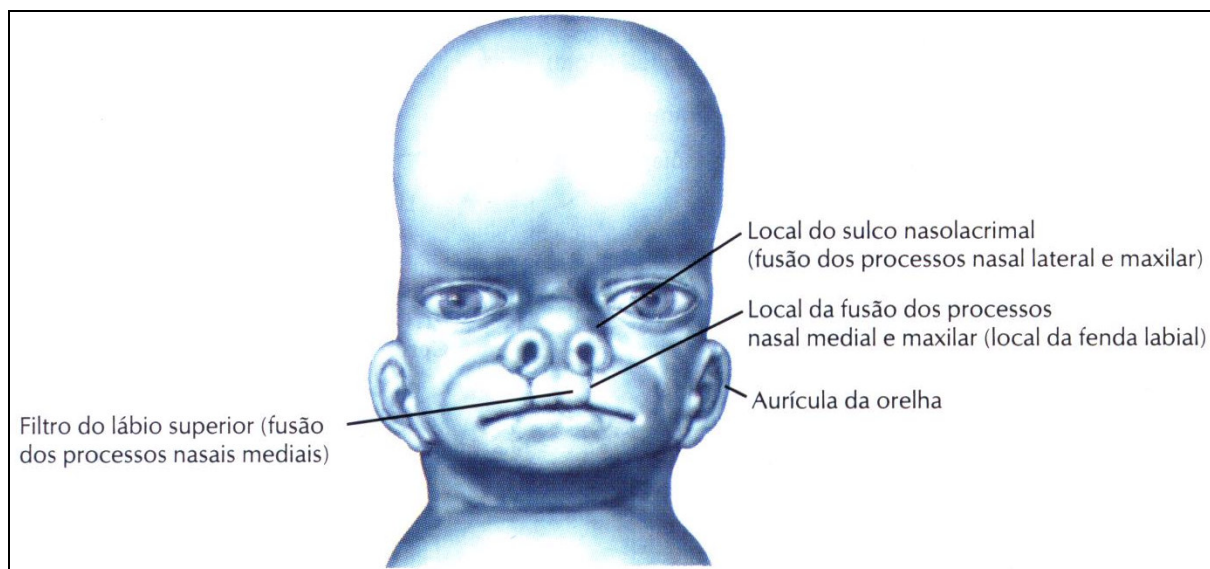 Local do sulco nasolacrimal
(fusão dos processos nasal lateral e maxilar)
Local da fusão dos processos
nasal medial e maxilar (local da fenda labial)
Aurícula da orelha
Filtro do lábio superior (fusão
dos processos nasais mediais)